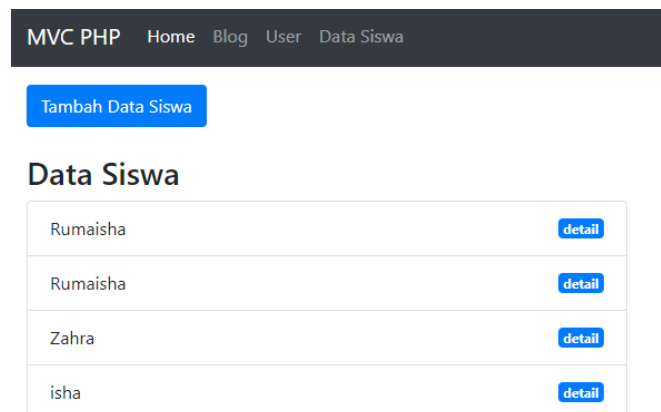 MVC PHP Home Blog User Data Siswa
Tambah Data Siswa
Data Siswa
Rumaisha detail
Rumaisha detail
Zahra detail
isha detail